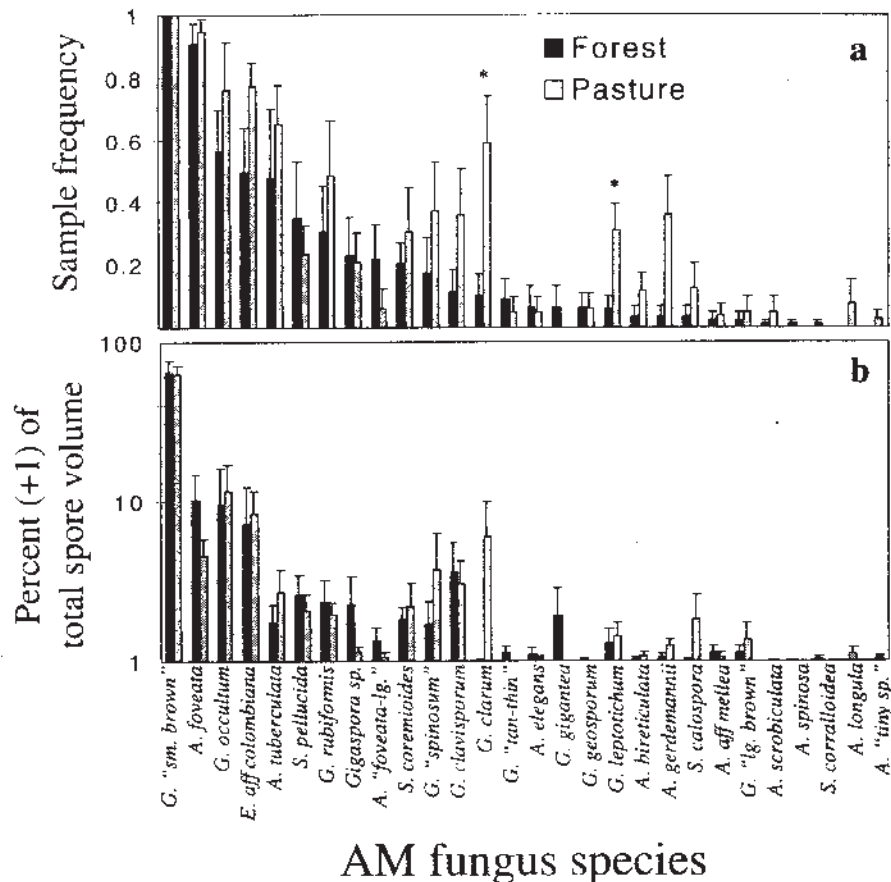 1
0.8
0.6
0.4
0.2
Sample frequency
Forest
Pasture
a
*
*
100
10
1
Percent (+1) of
total spore volume
b
G. "sm. brown"
A. foveata
G. occultum
E. aff colombiana
A. tuberculata
S. pellucida
G. rubiformis
Gigaspora sp.
A. "foveata-lg."
S. coremioides
G. "spinosum"
G. clavisporum
G. clarum
G. "tan-thin"
A. elegans
G. gigantea
G. geosporum
G. leptotichum
A. bireticulata
A. gerdemannii
S. calospora
A. aff mellea
G. "lg. brown"
A. scrobiculata
A. spinosa
S. corralloidea
A. longula
A. "tiny sp."
AM fungus species